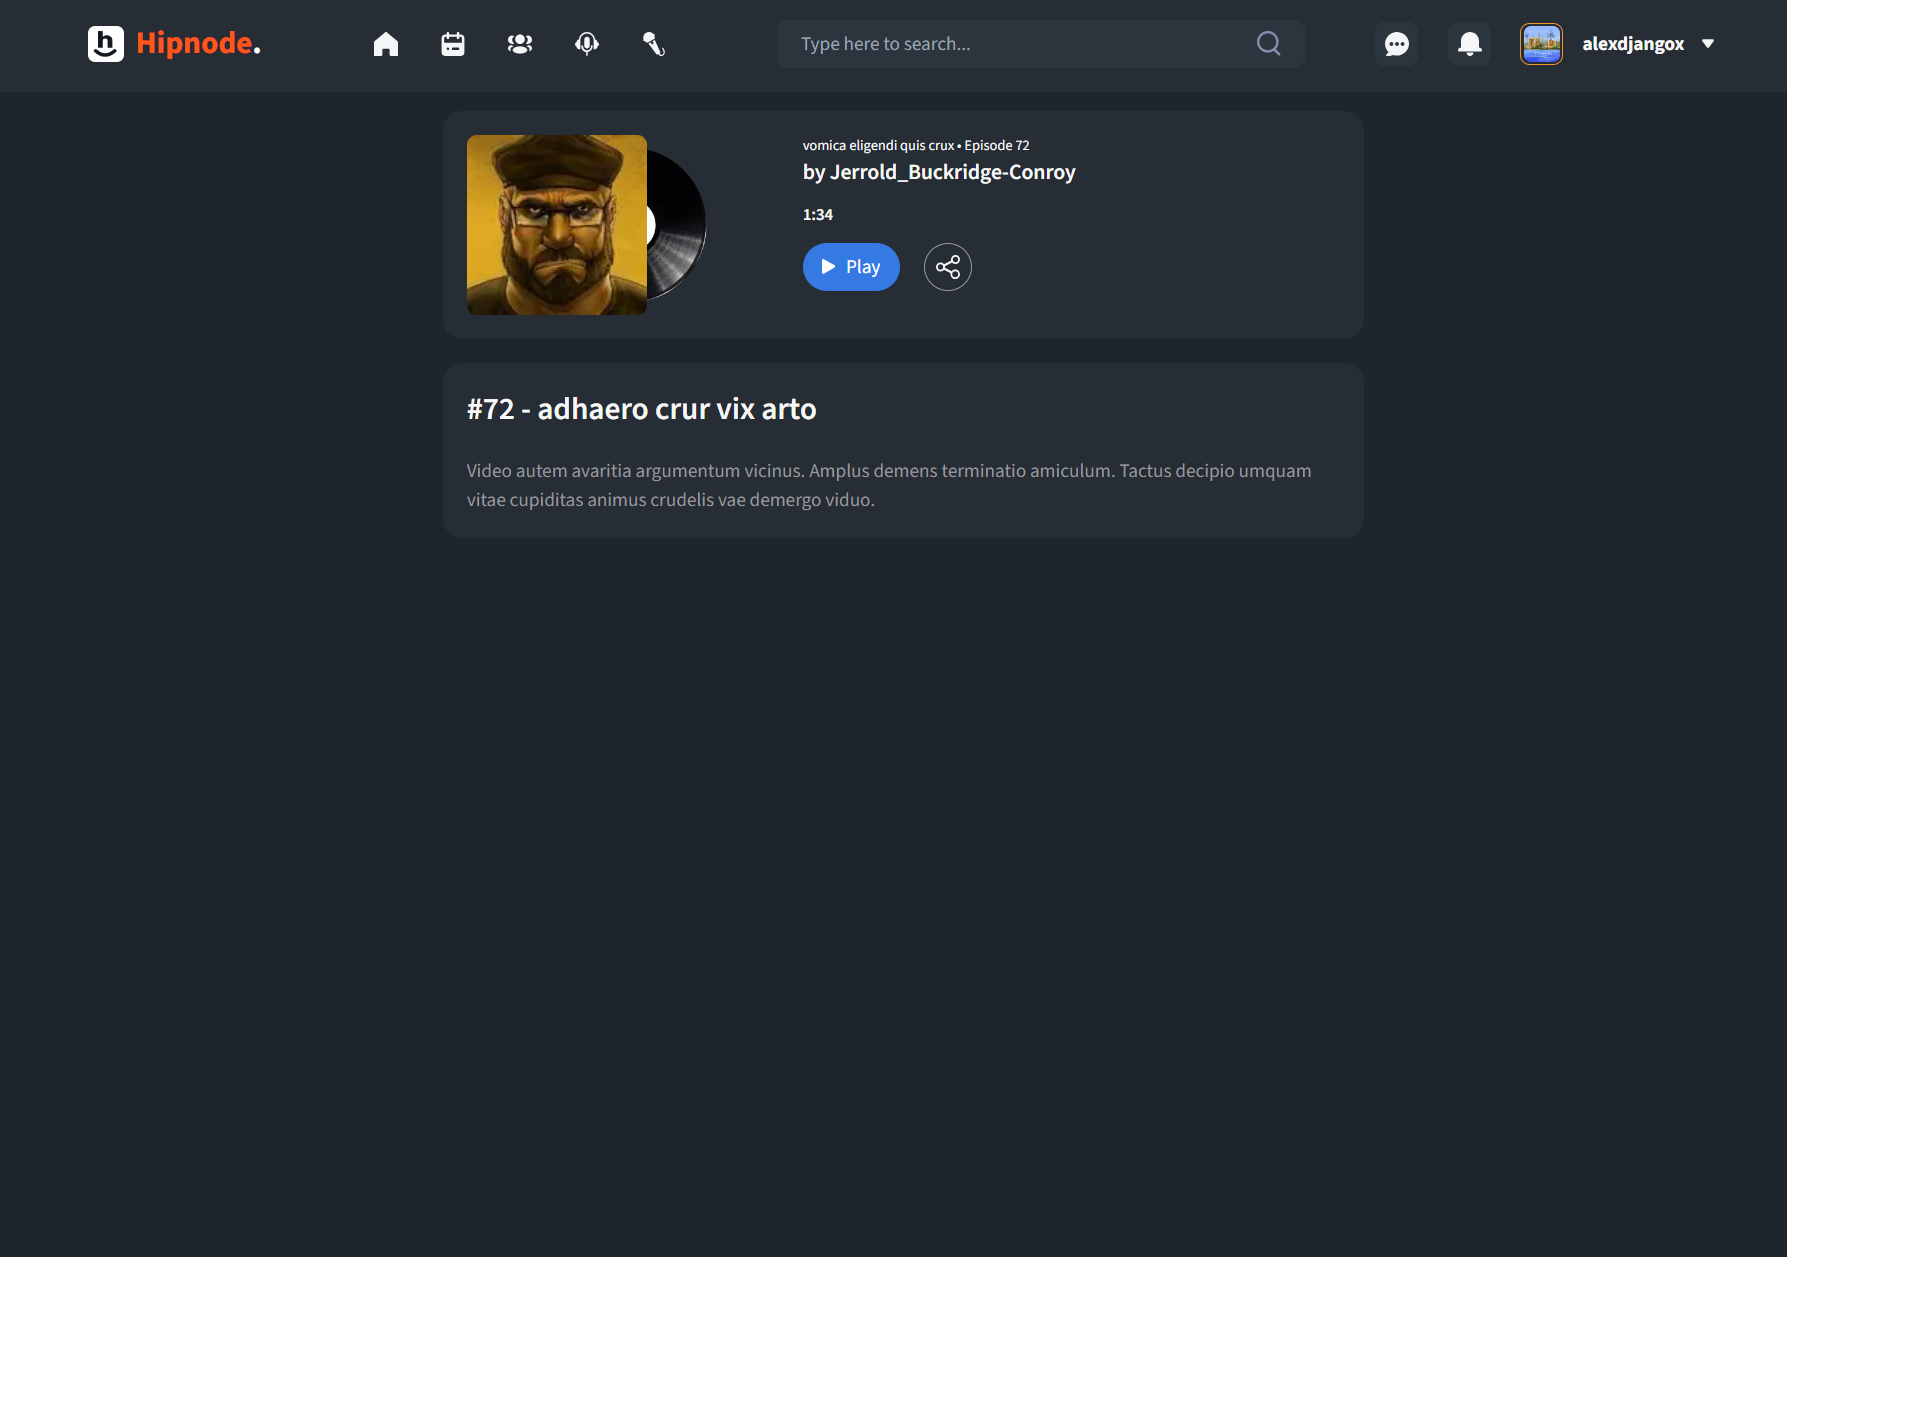 h Hipnode.
Type here to search...
alexdjangox
vomica eligendi quis crux • Episode 72
by Jerrold_Buckridge-Conroy
1:34
Play
#72 - adhaero crur vix arto
Video autem avaritia argumentum vicinus. Amplus demens terminatio amiculum. Tactus decipio umquam
vitae cupiditas animus crudelis vae demergo viduo.